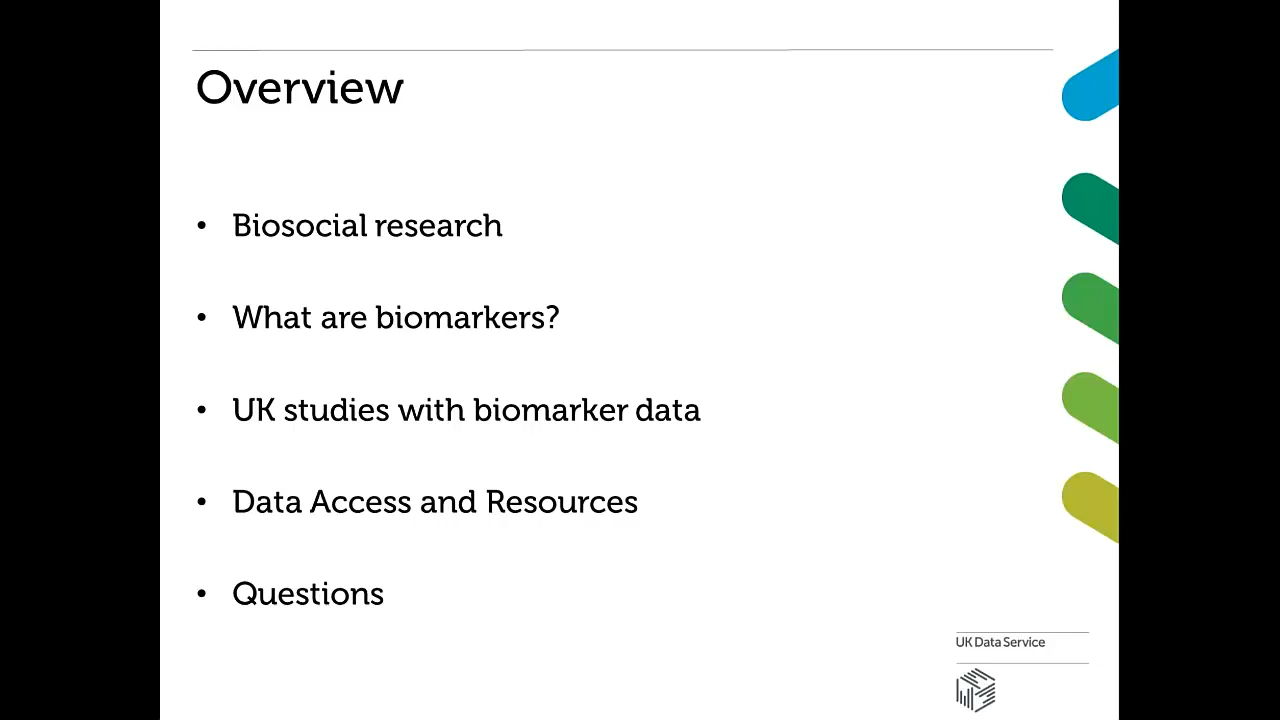 Overview
• Biosocial research
• What are biomarkers?
• UK studies with biomarker data
• Data Access and Resources
• Questions
UK Data Service